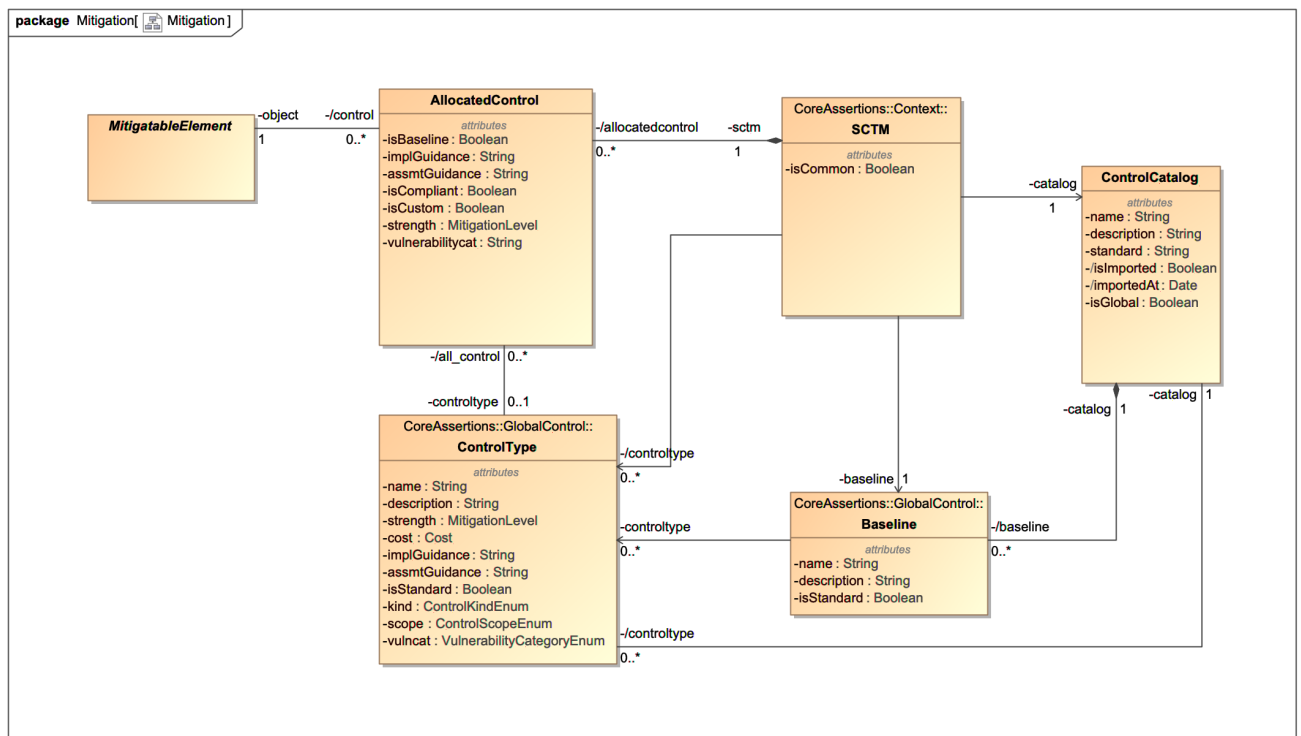 package Mitigation[ Mitigation ]
MitigatableElement
-object
1
-/control
0..*
AllocatedControl
attributes
-isBaseline : Boolean
-implGuidance : String
-assmtGuidance : String
-isCompliant : Boolean
-isCustom : Boolean
-strength : MitigationLevel
-vulnerabilitycat : String
-/allocatedcontrol
0..*
-sctm
1
CoreAssertions::Context::
SCTM
attributes
-isCommon : Boolean
-catalog
1
ControlCatalog
attributes
-name : String
-description : String
-standard : String
-/isImported : Boolean
-/importedAt : Date
-isGlobal : Boolean
-/all_control
0..*
-controltype
0..1
CoreAssertions::GlobalControl::
ControlType
attributes
-name : String
-description : String
-strength : MitigationLevel
-cost : Cost
-implGuidance : String
-assmtGuidance : String
-isStandard : Boolean
-kind : ControlKindEnum
-scope : ControlScopeEnum
-vulncat : VulnerabilityCategoryEnum
-/controltype
0..*
-controltype
0..*
-/controltype
0..*
-baseline
1
CoreAssertions::GlobalControl::
Baseline
attributes
-name : String
-description : String
-isStandard : Boolean
-/baseline
0..*
-catalog
1
-catalog
1